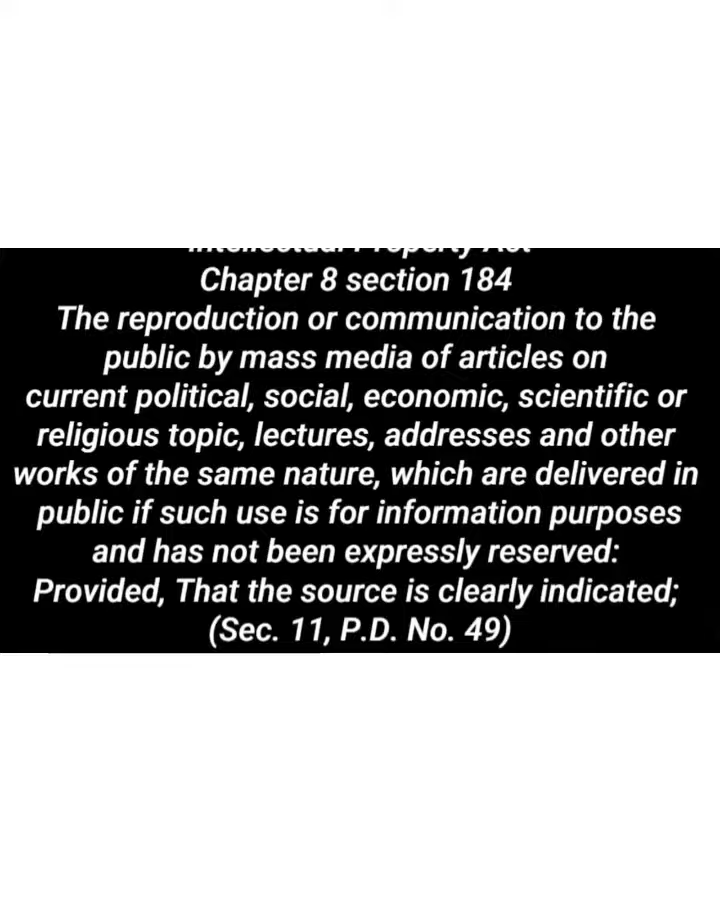 Intellectual Property Act
Chapter 8 section 184
The reproduction or communication to the
public by mass media of articles on
current political, social, economic, scientific or
religious topic, lectures, addresses and other
works of the same nature, which are delivered in
public if such use is for information purposes
and has not been expressly reserved:
Provided, That the source is clearly indicated;
(Sec. 11, P.D. No. 49)